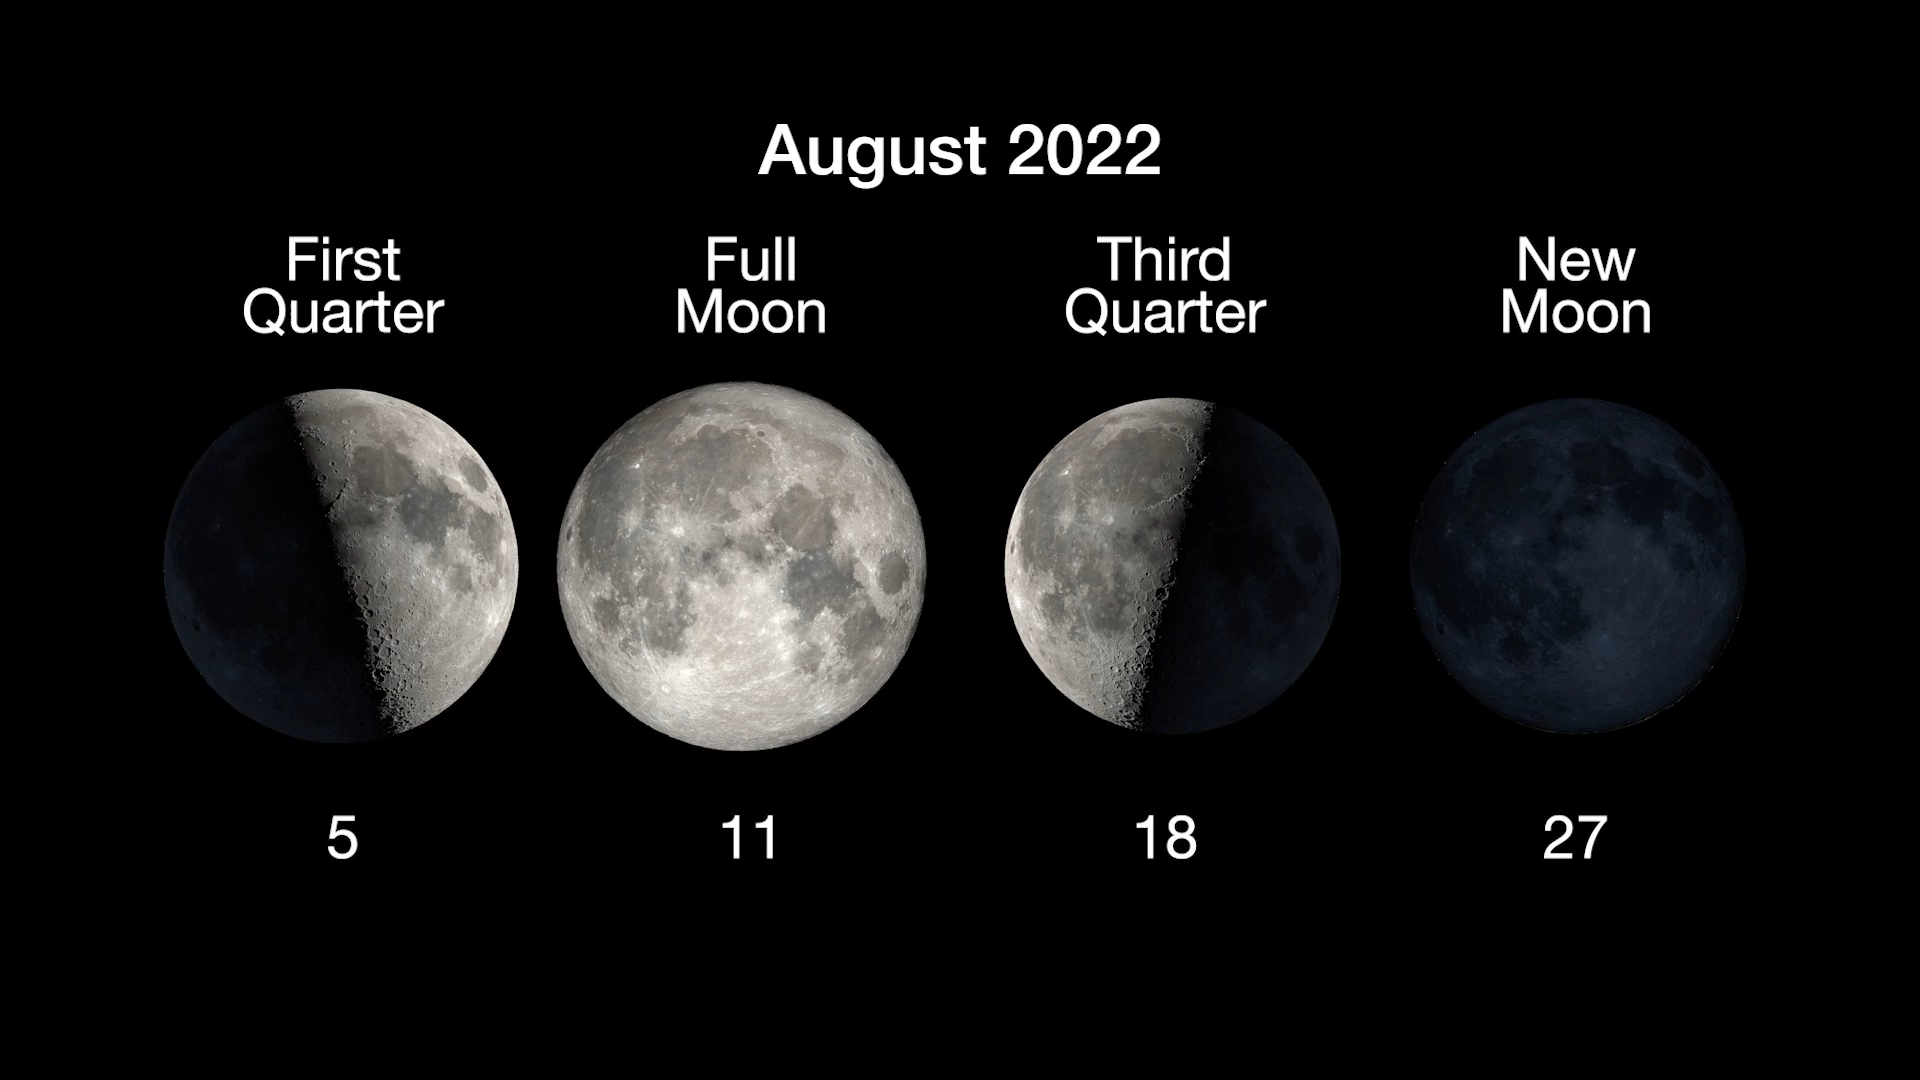 August 2022
First
Quarter
Full
Moon
Third
Quarter
New
Moon
5
11
18
27